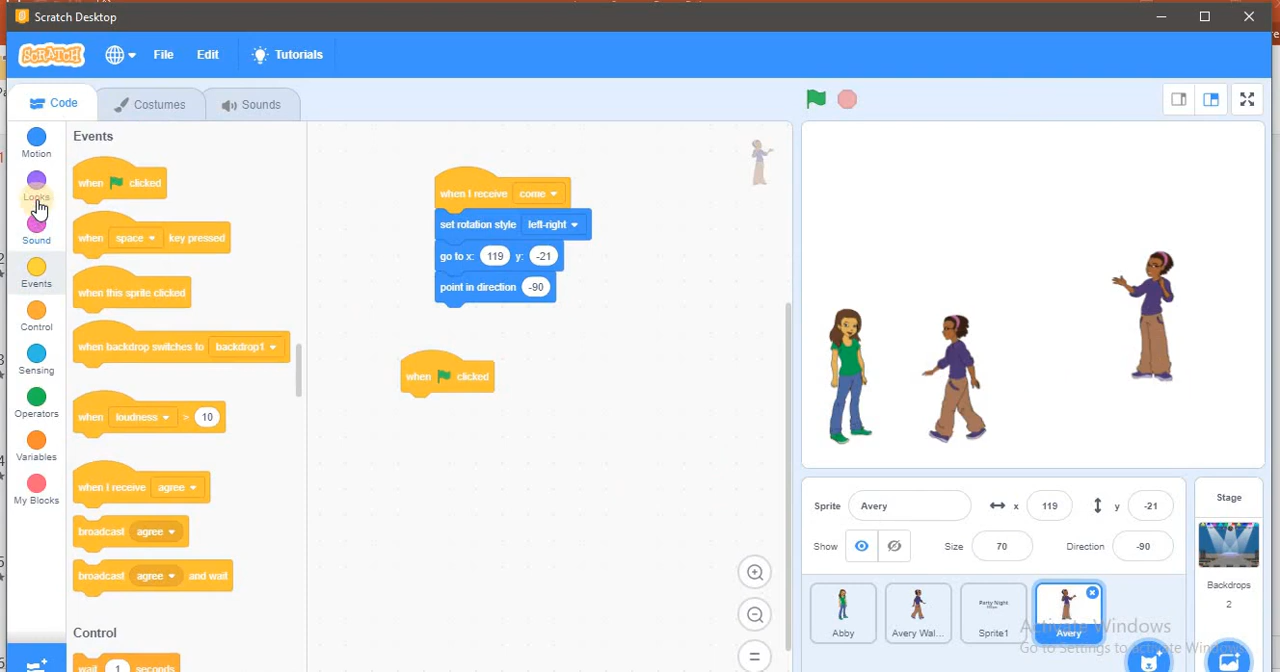 Scratch Desktop
SCRATCH File Edit Tutorials
Code Costumes Sounds
Motion
Looks
Sound
Events
Control
Sensing
Operators
Variables
My Blocks
Events
when clicked
when space key pressed
when this sprite clicked
when backdrop switches to backdrop1
when loudness > 10
when I receive agree
broadcast agree
broadcast agree and wait
Control
wait 1 seconds
when I receive come
set rotation style left-right
go to x: 119 y: -21
point in direction -90
when clicked
Sprite Avery x 119 y -21
Show Size 70 Direction -90
Abby
Avery Wal...
Party Night
Sprite1
Avery
Stage
Backdrops
2
Activate Windows
Go to Settings to activate Windows.